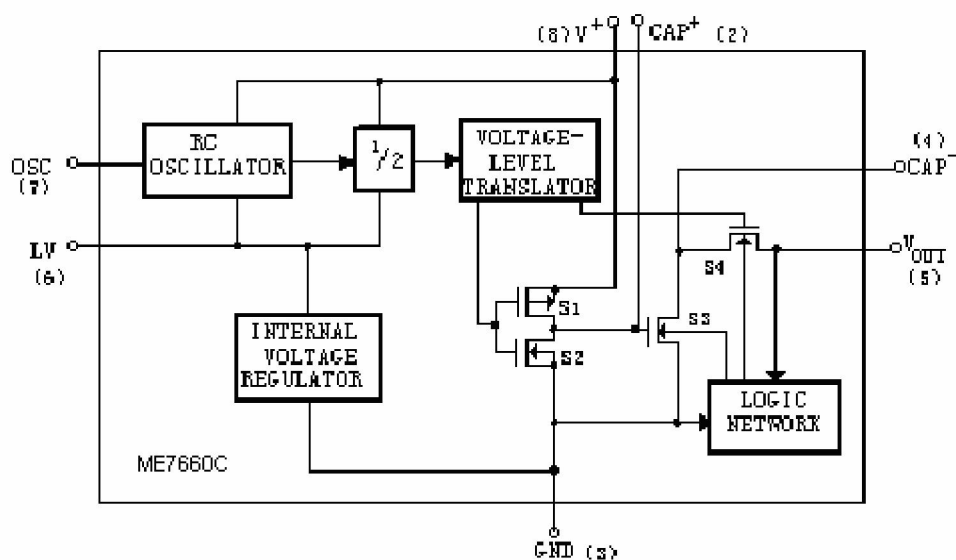 (8) V+ CAP+ (2)
RC
OSCILLATOR
1/2
VOLTAGE-
LEVEL
TRANSLATOR
(4)
CAP-
OSC
(7)
LV
(6)
S4
VOUT
(5)
S1
S3
S2
INTERNAL
VOLTAGE
REGULATOR
LOGIC
NETWORK
ME7660C
GND (3)